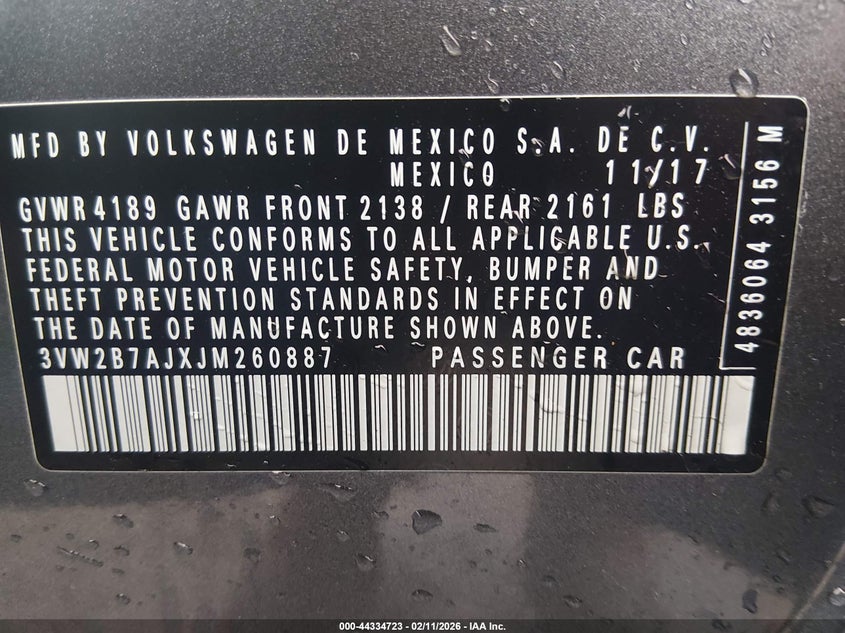 MFD BY VOLKSWAGEN DE MEXICO S.A. DE C.V.
MEXICO 11/17
GVWR 4189 GAWR FRONT 2138 / REAR 2161 LBS
THIS VEHICLE CONFORMS TO ALL APPLICABLE U.S.
FEDERAL MOTOR VEHICLE SAFETY, BUMPER AND
THEFT PREVENTION STANDARDS IN EFFECT ON
THE DATE OF MANUFACTURE SHOWN ABOVE.
3VW2B7AJXJM260887 PASSENGER CAR
4836064 3156 M
000-44334723 - 02/11/2026 - IAA Inc.